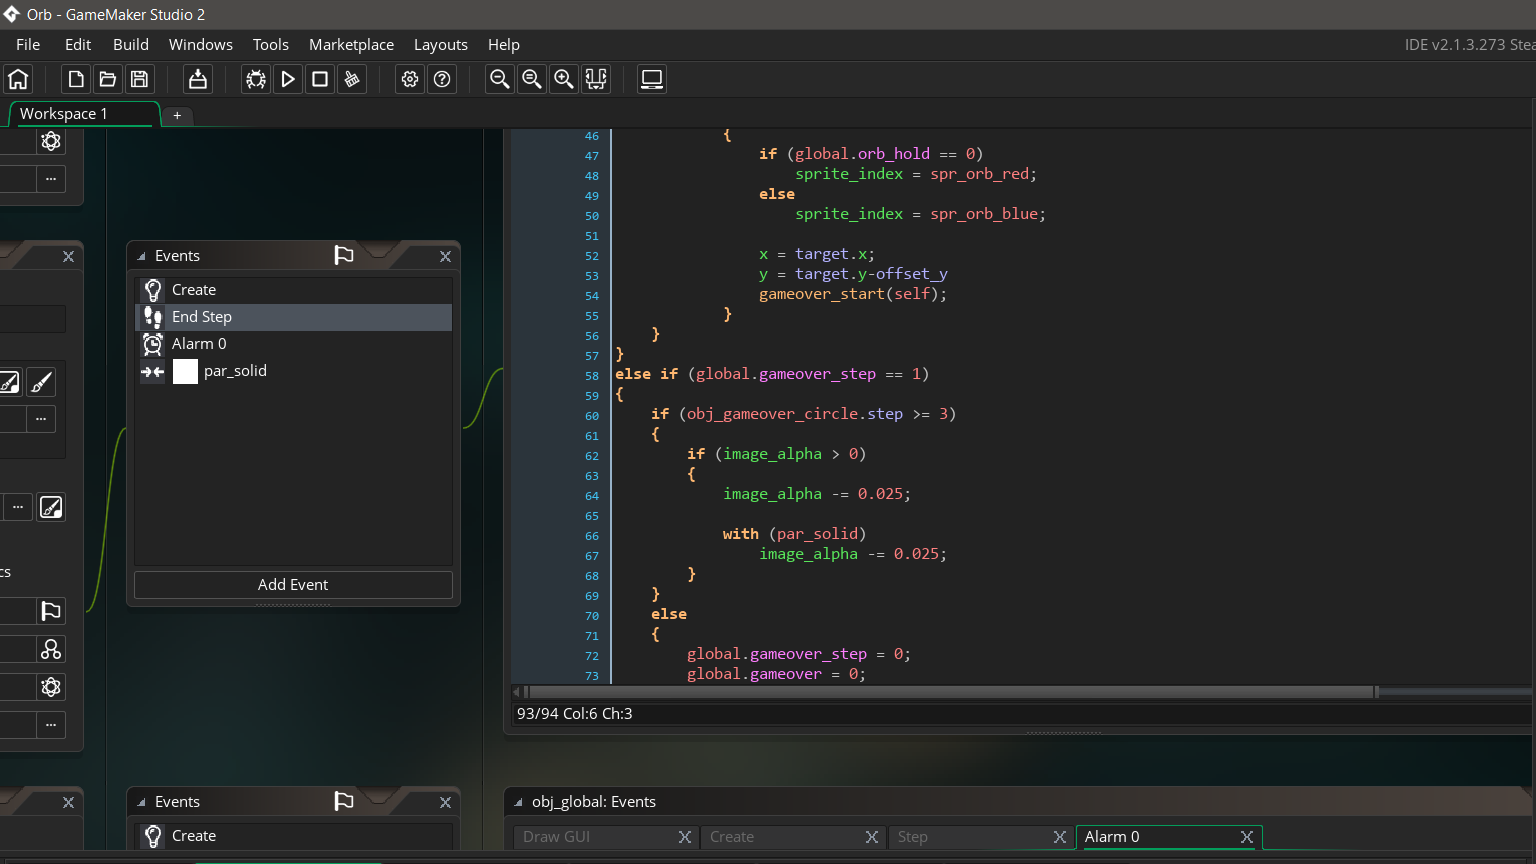 Orb - GameMaker Studio 2
File Edit Build Windows Tools Marketplace Layouts Help
IDE v2.1.3.273 Stea
Workspace 1
+
Events
Create
End Step
Alarm 0
par_solid
Add Event
cs
Events
Create
46 {
47 if (global.orb_hold == 0)
48 sprite_index = spr_orb_red;
49 else
50 sprite_index = spr_orb_blue;
51
52 x = target.x;
53 y = target.y-offset_y
54 gameover_start(self);
55 }
56 }
57 }
58 else if (global.gameover_step == 1)
59 {
60 if (obj_gameover_circle.step >= 3)
61 {
62 if (image_alpha > 0)
63 {
64 image_alpha -= 0.025;
65
66 with (par_solid)
67 image_alpha -= 0.025;
68 }
69 }
70 else
71 {
72 global.gameover_step = 0;
73 global.gameover = 0;
93/94 Col:6 Ch:3
obj_global: Events
Draw GUI Create Step Alarm 0